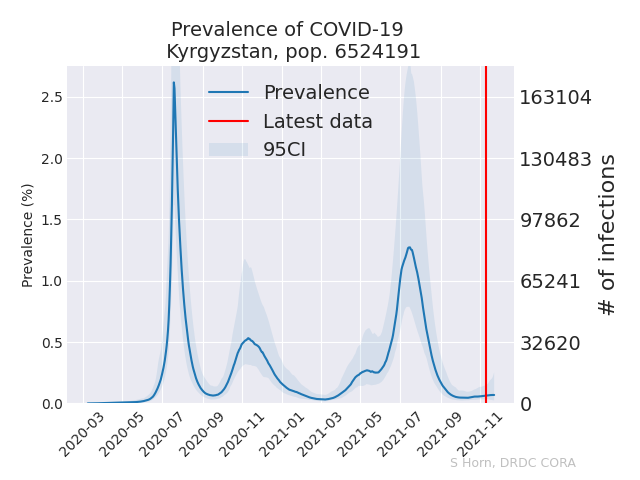 Prevalence of COVID-19
Kyrgyzstan, pop. 6524191
Prevalence
Latest data
95CI
Prevalence (%)
2.5
2.0
1.5
1.0
0.5
0.0
163104
130483
97862
65241
32620
0
# of infections
2020-03
2020-05
2020-07
2020-09
2020-11
2021-01
2021-03
2021-05
2021-07
2021-09
2021-11
S Horn, DRDC CORA